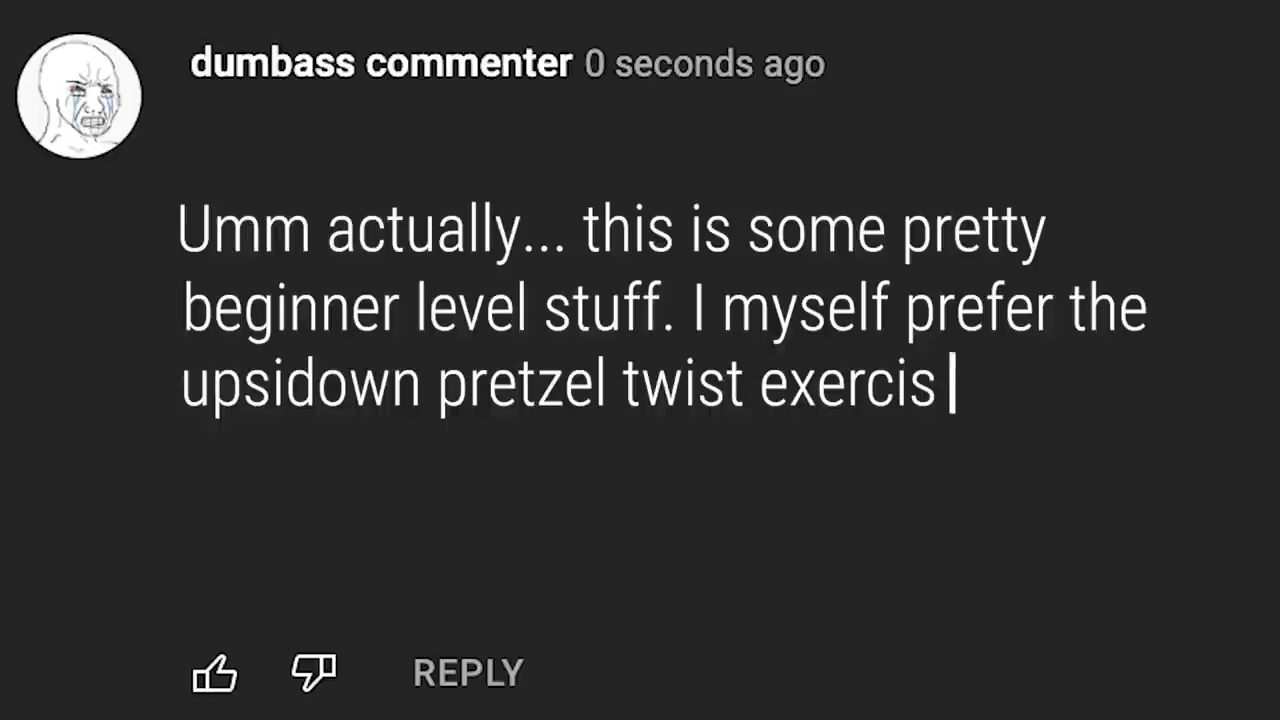 dumbass commenter 0 seconds ago
Umm actually... this is some pretty
beginner level stuff. I myself prefer the
upsidown pretzel twist exercis
REPLY